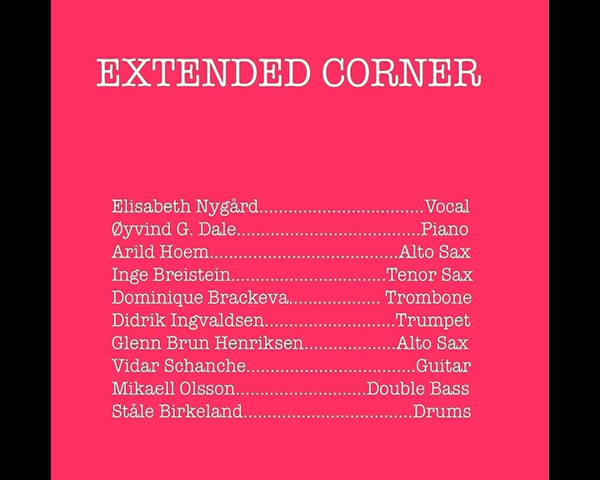 EXTENDED CORNER
Elisabeth Nygård..................................Vocal
Øyvind G. Dale......................................Piano
Arild Hoem.......................................Alto Sax
Inge Breistein................................Tenor Sax
Dominique Brackeva................... Trombone
Didrik Ingvaldsen...........................Trumpet
Glenn Brun Henriksen...................Alto Sax
Vidar Schanche...................................Guitar
Mikaell Olsson...........................Double Bass
Ståle Birkeland...................................Drums